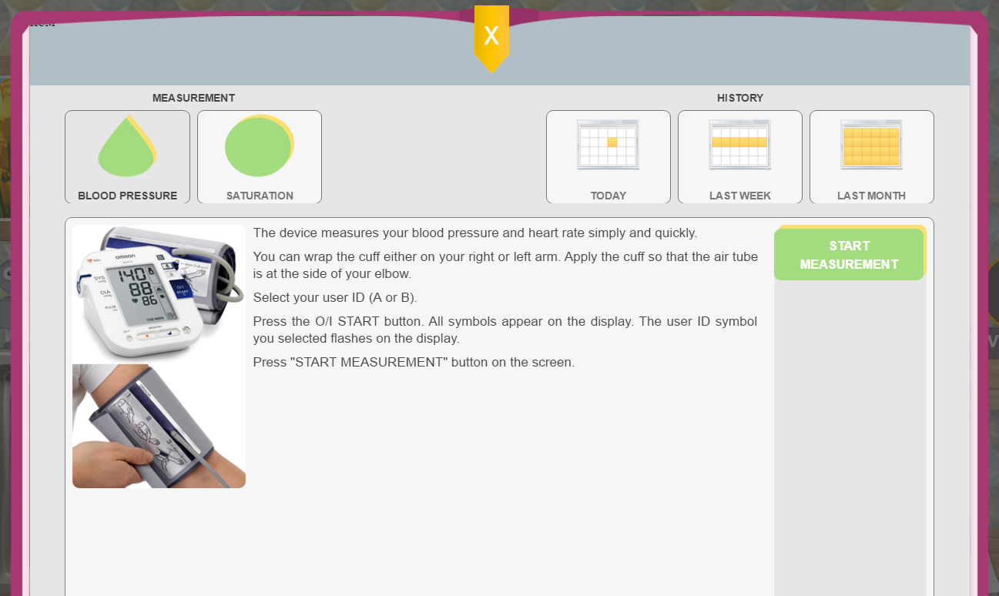 X
MEASUREMENT
HISTORY
BLOOD PRESSURE
SATURATION
TODAY
LAST WEEK
LAST MONTH
OMRON
SYS
140
DIA
88
PULSE
86
O/I
START
THIS WEEK
MEMORY
The device measures your blood pressure and heart rate simply and quickly.
You can wrap the cuff either on your right or left arm. Apply the cuff so that the air tube
is at the side of your elbow.
Select your user ID (A or B).
Press the O/I START button. All symbols appear on the display. The user ID symbol
you selected flashes on the display.
Press "START MEASUREMENT" button on the screen.
START
MEASUREMENT